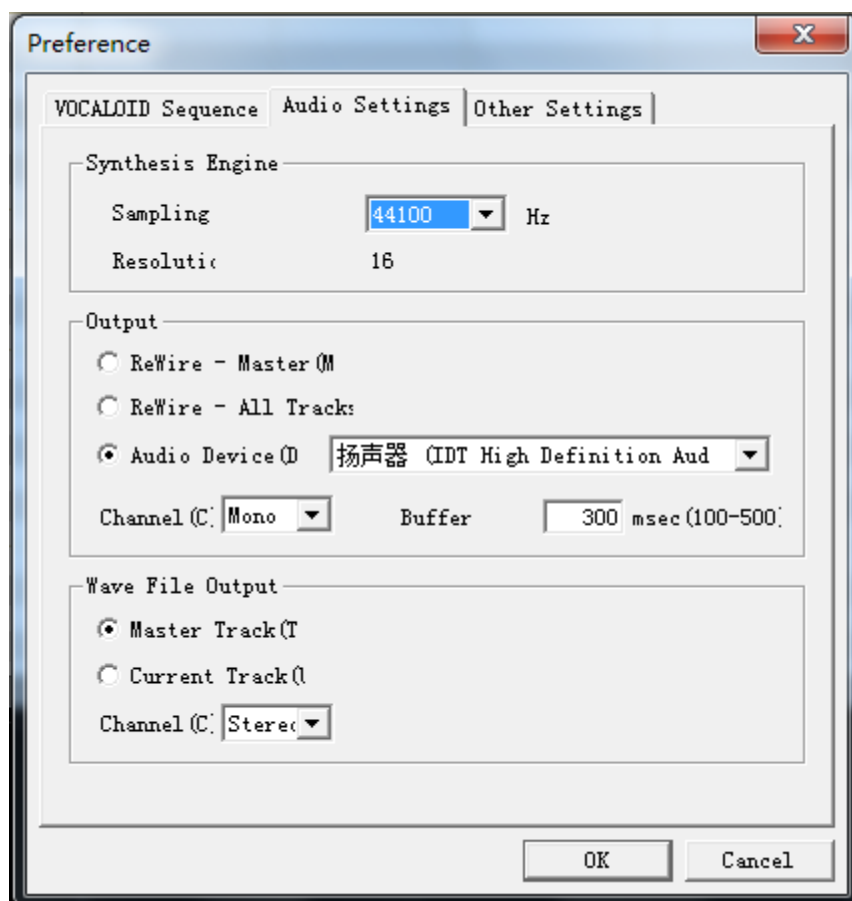 Preference
VOCALOID Sequence Audio Settings Other Settings
Synthesis Engine
Sampling 44100 Hz
Resolutic 16
Output
ReWire - Master(M
ReWire - All Tracks
Audio Device(D 扬声器 (IDT High Definition Aud
Channel(C) Mono Buffer 300 msec(100-500)
Wave File Output
Master Track(T
Current Track(U
Channel(C) Stereo
OK Cancel